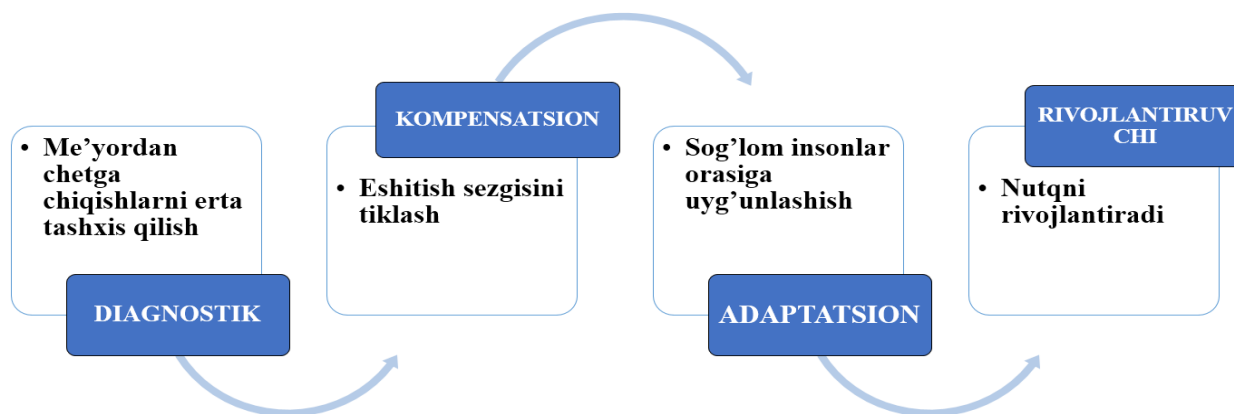 • Me’yordan
chetga
chiqishlarni erta
tashxis qilish
DIAGNOSTIK
KOMPENSATSION
• Eshitish sezgisini
tiklash
• Sog’lom insonlar
orasiga
uyg’unlashish
ADAPTATSION
RIVOJLANTIRUV
CHI
• Nutqni
rivojlantiradi